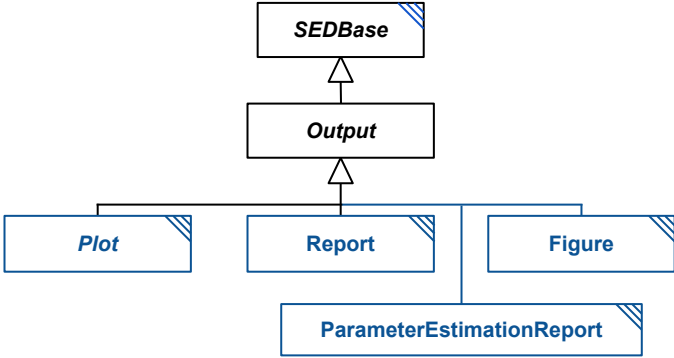 SEDBase
Output
Plot
Report
Figure
ParameterEstimationReport